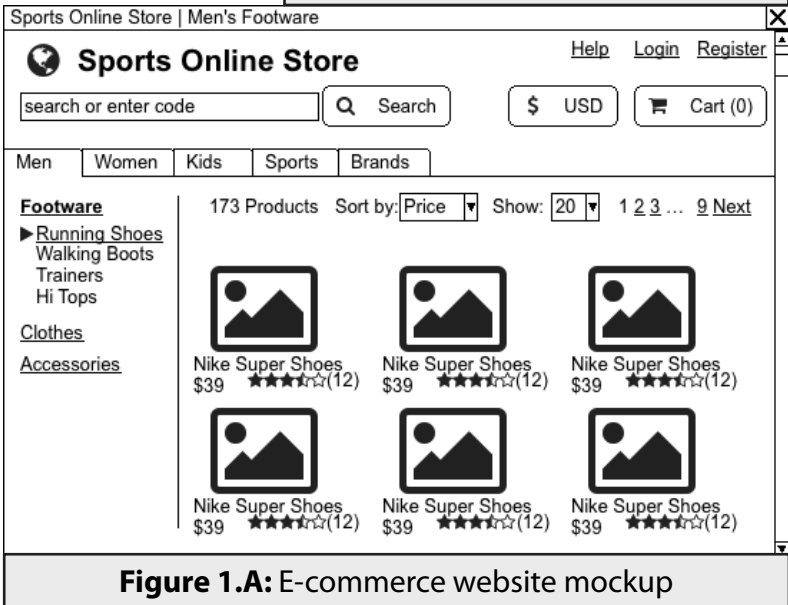 Sports Online Store | Men's Footware
Help Login Register
Sports Online Store
search or enter code Search $ USD Cart (0)
Men Women Kids Sports Brands
Footware 173 Products Sort by: Price Show: 20 1 2 3 ... 9 Next
Running Shoes
Walking Boots
Trainers
Hi Tops
Clothes
Accessories
Nike Super Shoes Nike Super Shoes Nike Super Shoes
$39 (12) $39 (12) $39 (12)
Nike Super Shoes Nike Super Shoes Nike Super Shoes
$39 (12) $39 (12) $39 (12)
Figure 1.A: E-commerce website mockup